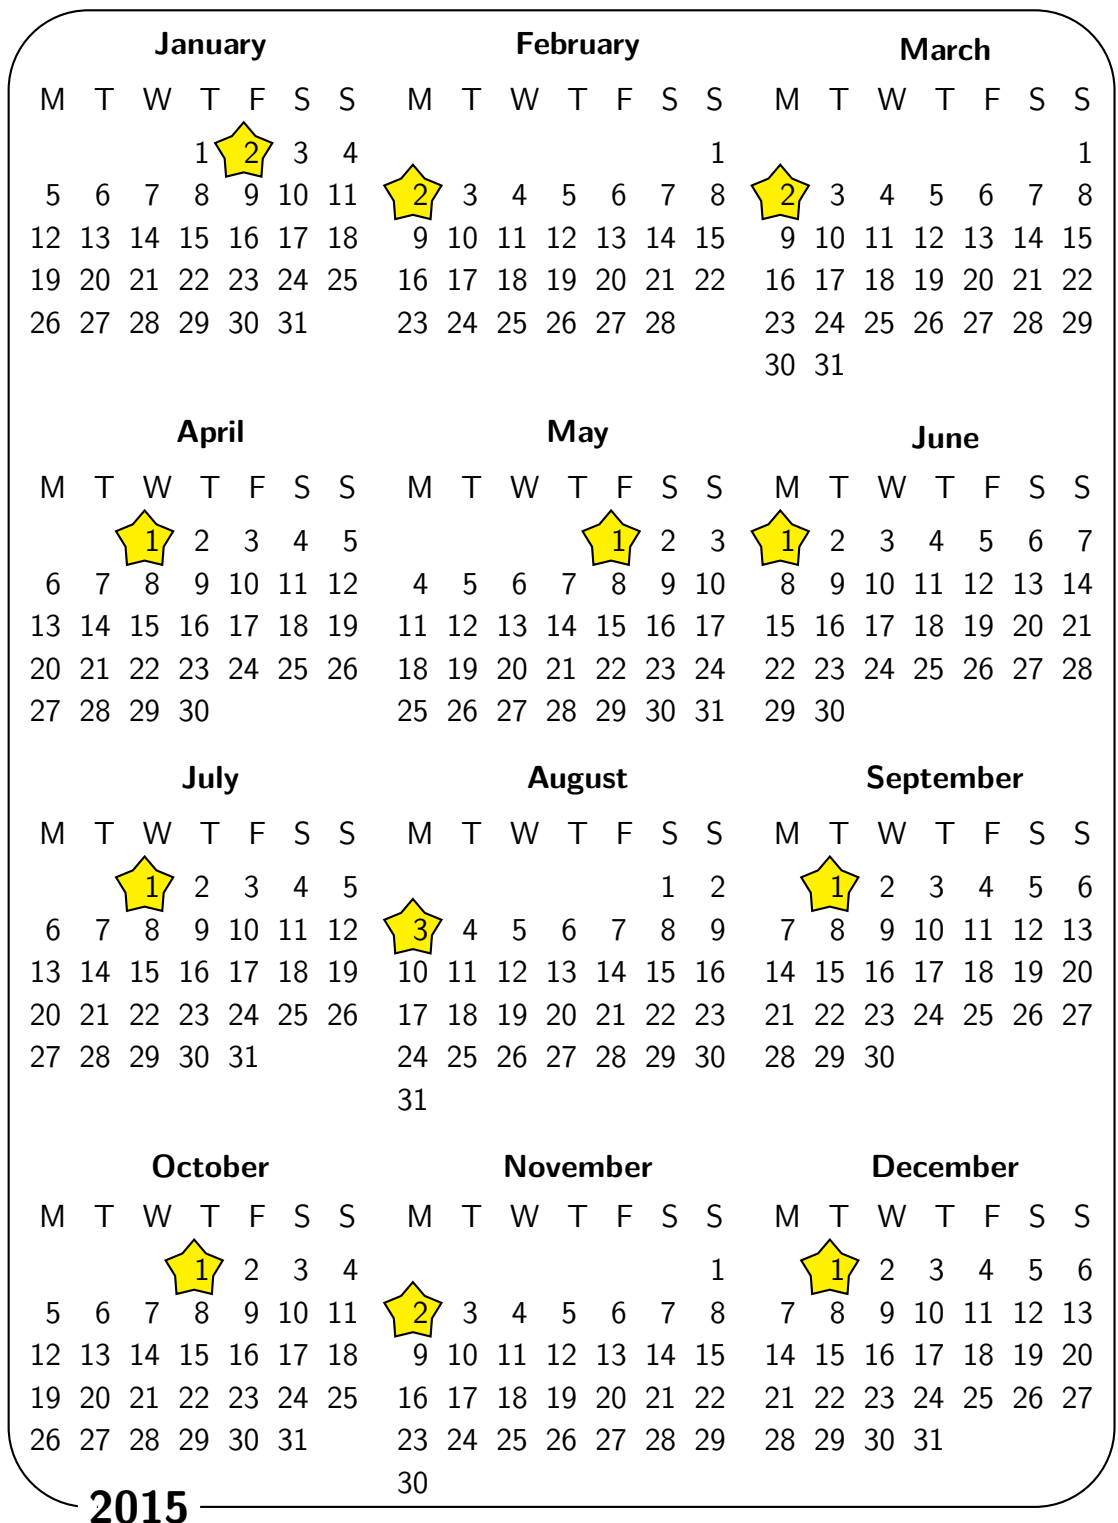 January
M T W T F S S
1 2 3 4
5 6 7 8 9 10 11
12 13 14 15 16 17 18
19 20 21 22 23 24 25
26 27 28 29 30 31
February
M T W T F S S
1
2 3 4 5 6 7 8
9 10 11 12 13 14 15
16 17 18 19 20 21 22
23 24 25 26 27 28
March
M T W T F S S
1
2 3 4 5 6 7 8
9 10 11 12 13 14 15
16 17 18 19 20 21 22
23 24 25 26 27 28 29
30 31
April
M T W T F S S
1 2 3 4 5
6 7 8 9 10 11 12
13 14 15 16 17 18 19
20 21 22 23 24 25 26
27 28 29 30
May
M T W T F S S
1 2 3
4 5 6 7 8 9 10
11 12 13 14 15 16 17
18 19 20 21 22 23 24
25 26 27 28 29 30 31
June
M T W T F S S
1 2 3 4 5 6 7
8 9 10 11 12 13 14
15 16 17 18 19 20 21
22 23 24 25 26 27 28
29 30
July
M T W T F S S
1 2 3 4 5
6 7 8 9 10 11 12
13 14 15 16 17 18 19
20 21 22 23 24 25 26
27 28 29 30 31
August
M T W T F S S
1 2
3 4 5 6 7 8 9
10 11 12 13 14 15 16
17 18 19 20 21 22 23
24 25 26 27 28 29 30
31
September
M T W T F S S
1 2 3 4 5 6
7 8 9 10 11 12 13
14 15 16 17 18 19 20
21 22 23 24 25 26 27
28 29 30
October
M T W T F S S
1 2 3 4
5 6 7 8 9 10 11
12 13 14 15 16 17 18
19 20 21 22 23 24 25
26 27 28 29 30 31
November
M T W T F S S
1
2 3 4 5 6 7 8
9 10 11 12 13 14 15
16 17 18 19 20 21 22
23 24 25 26 27 28 29
30
December
M T W T F S S
1 2 3 4 5 6
7 8 9 10 11 12 13
14 15 16 17 18 19 20
21 22 23 24 25 26 27
28 29 30 31
2015